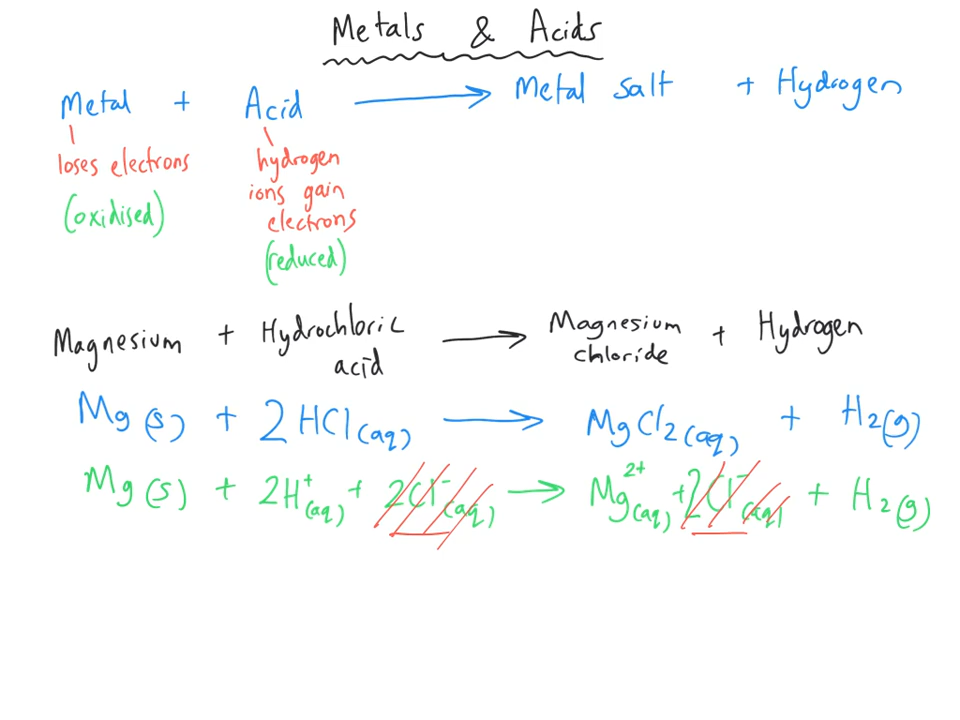 Metals & Acids
Metal + Acid → Metal salt + Hydrogen
loses electrons
(oxidised)
hydrogen
ions gain
electrons
(reduced)
Magnesium + Hydrochloric acid → Magnesium chloride + Hydrogen
Mg(s) + 2HCl(aq) → MgCl₂(aq) + H₂(g)
Mg(s) + 2H⁺(aq) + 2Cl⁻(aq) → Mg²⁺(aq) + 2Cl⁻(aq) + H₂(g)